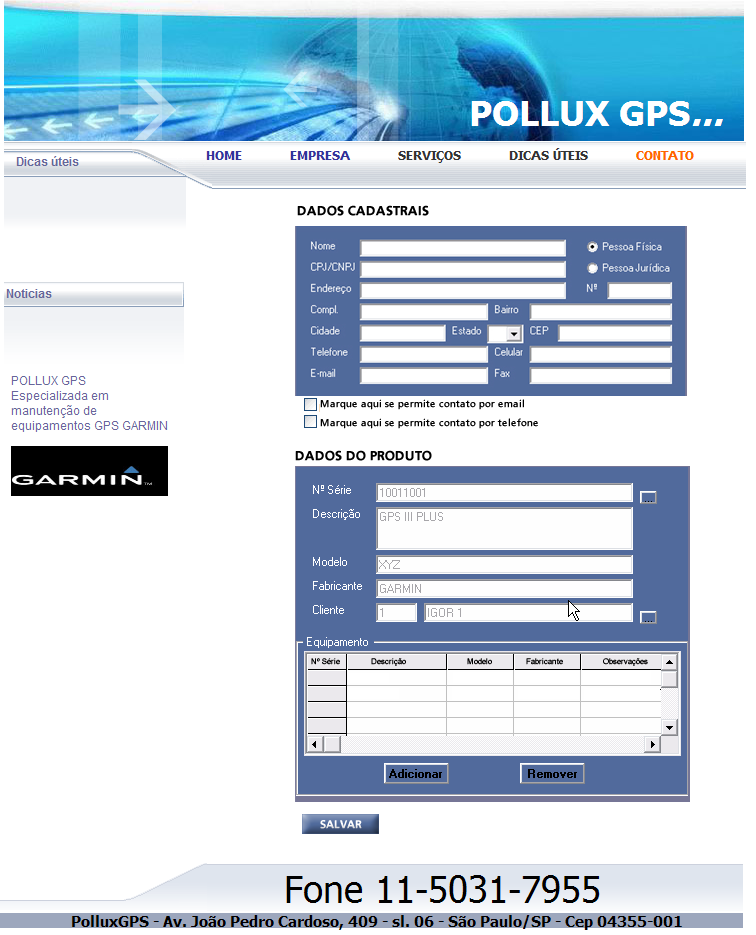 POLLUX GPS...
Dicas úteis
HOME EMPRESA SERVIÇOS DICAS ÚTEIS CONTATO
DADOS CADASTRAIS
Nome Pessoa Física
CPJ/CNPJ Pessoa Jurídica
Endereço Nº
Compl. Bairro
Noticias
Cidade Estado CEP
Telefone Celular
E-mail Fax
POLLUX GPS
Especializada em
manutenção de
equipamentos GPS GARMIN
Marque aqui se permite contato por email
Marque aqui se permite contato por telefone
GARMIN™
DADOS DO PRODUTO
Nº Série 10011001 ...
Descrição GPS III PLUS
Modelo XYZ
Fabricante GARMIN
Cliente 1 IGOR 1 ...
Equipamento
Nº Série Descrição Modelo Fabricante Observações
Adicionar Remover
SALVAR
Fone 11-5031-7955
PolluxGPS - Av. João Pedro Cardoso, 409 - sl. 06 - São Paulo/SP - Cep 04355-001